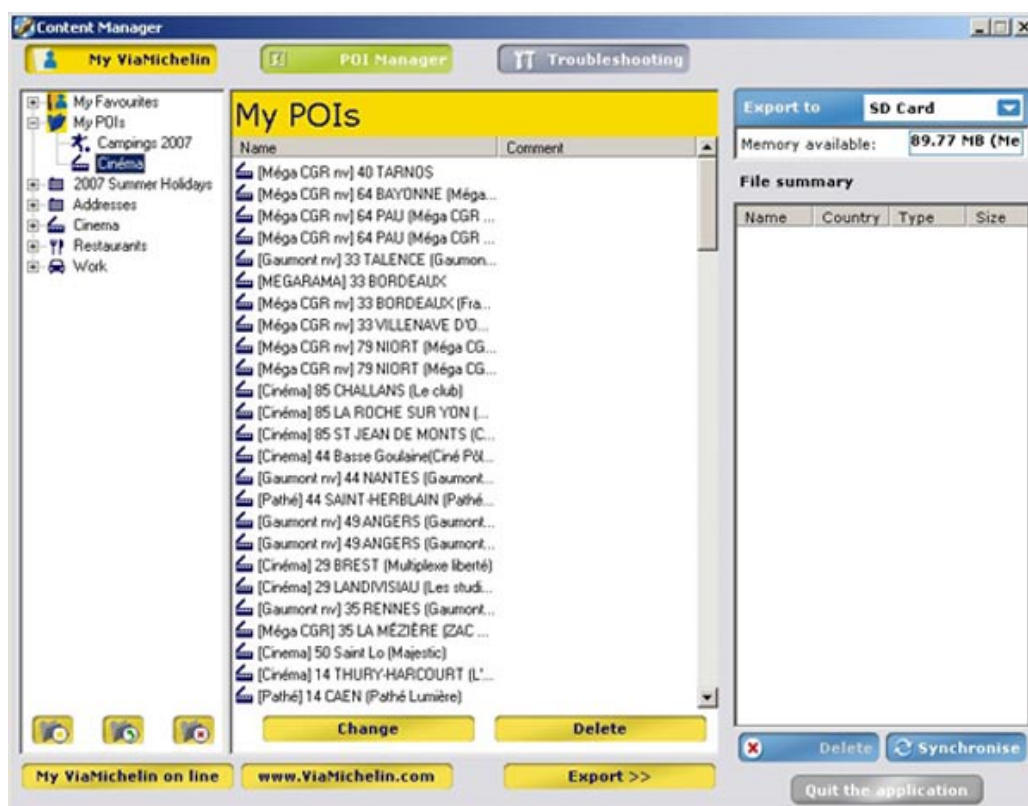 Content Manager
My ViaMichelin
POI Manager
Troubleshooting
My Favourites
My POIs
Campings 2007
Cinéma
2007 Summer Holidays
Addresses
Cinema
Restaurants
Work
My POIs
Name Comment
[Méga CGR nv] 40 TARNOS
[Méga CGR nv] 64 BAYONNE (Méga...
[Méga CGR nv] 64 PAU (Méga CGR ...
[Méga CGR nv] 64 PAU (Méga CGR ...
[Gaumont nv] 33 TALENCE (Gaumon...
[MEGARAMA] 33 BORDEAUX
[Méga CGR nv] 33 BORDEAUX (Fra...
[Méga CGR nv] 33 VILLENAVE D'O...
[Méga CGR nv] 79 NIORT (Méga CG...
[Méga CGR nv] 79 NIORT (Méga CG...
[Cinéma] 85 CHALLANS (Le club)
[Cinéma] 85 LA ROCHE SUR YON (...
[Cinéma] 85 ST JEAN DE MONTS (C...
[Cinema] 44 Basse Goulaine(Ciné Pôl...
[Gaumont nv] 44 NANTES (Gaumont...
[Pathé] 44 SAINT-HERBLAIN (Pathé...
[Gaumont nv] 49 ANGERS (Gaumont...
[Gaumont nv] 49 ANGERS (Gaumont...
[Cinéma] 29 BREST (Multiplexe liberté)
[Cinéma] 29 LANDIVISIAU (Les studi...
[Gaumont nv] 35 RENNES (Gaumont...
[Méga CGR] 35 LA MÉZIÈRE (ZAC ...
[Cinema] 50 Saint Lo (Majestic)
[Cinéma] 14 THURY-HARCOURT (L'...
[Pathé] 14 CAEN (Pathé Lumière)
Change
Delete
Export to SD Card
Memory available: 89.77 MB (Me
File summary
Name Country Type Size
Delete
Synchronise
My ViaMichelin on line
www.ViaMichelin.com
Export >>
Quit the application